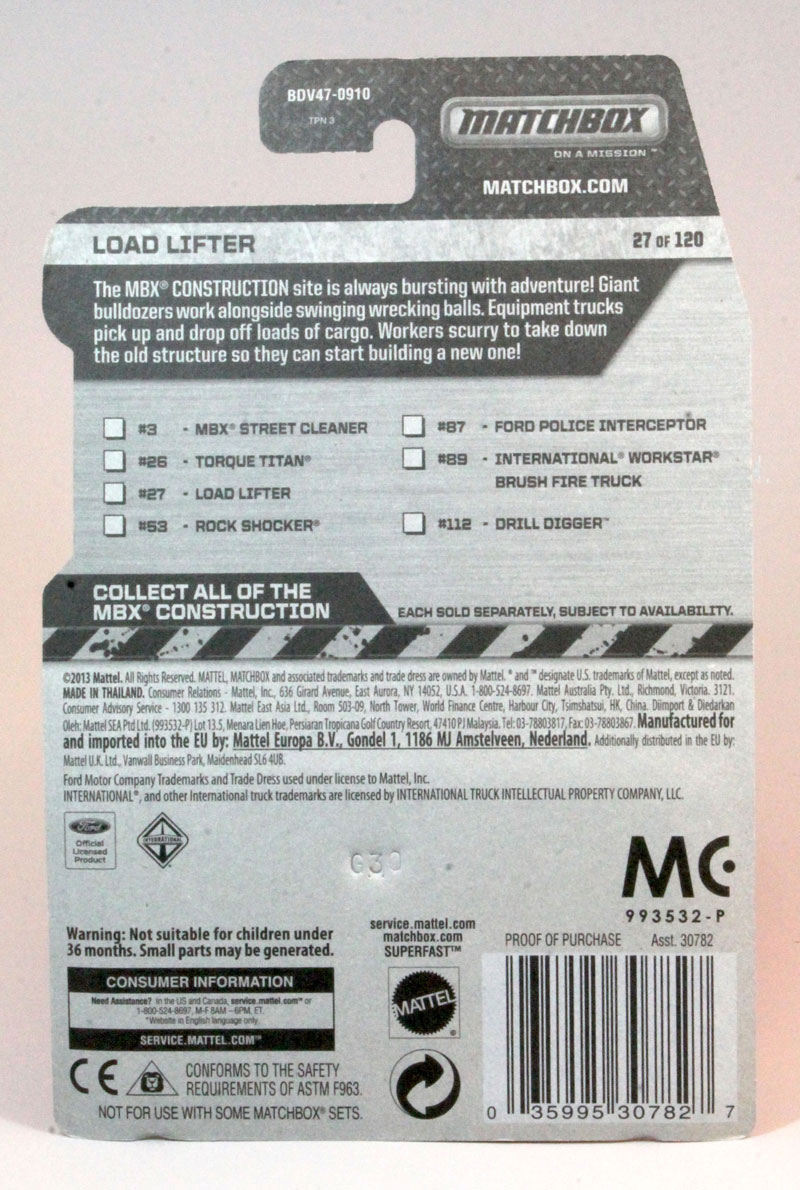 BDV47-0910
TPN 3
MATCHBOX
ON A MISSION™
MATCHBOX.COM
LOAD LIFTER
27 OF 120
The MBX® CONSTRUCTION site is always bursting with adventure! Giant
bulldozers work alongside swinging wrecking balls. Equipment trucks
pick up and drop off loads of cargo. Workers scurry to take down
the old structure so they can start building a new one!
#3 - MBX® STREET CLEANER
#26 - TORQUE TITAN®
#27 - LOAD LIFTER
#53 - ROCK SHOCKER®
#87 - FORD POLICE INTERCEPTOR
#89 - INTERNATIONAL® WORKSTAR®
BRUSH FIRE TRUCK
#112 - DRILL DIGGER™
COLLECT ALL OF THE
MBX® CONSTRUCTION
EACH SOLD SEPARATELY, SUBJECT TO AVAILABILITY.
©2013 Mattel. All Rights Reserved. MATTEL, MATCHBOX and associated trademarks and trade dress are owned by Mattel. ® and ™ designate U.S. trademarks of Mattel, except as noted.
MADE IN THAILAND. Consumer Relations - Mattel, Inc., 636 Girard Avenue, East Aurora, NY 14052, U.S.A. 1-800-524-8697. Mattel Australia Pty. Ltd., Richmond, Victoria. 3121.
Consumer Advisory Service - 1300 135 312. Mattel East Asia Ltd., Room 503-09, North Tower, World Finance Centre, Harbour City, Tsimshatsui, HK, China. Diimport & Diedarkan
Oleh: Mattel SEA Ptd Ltd. (993532-P) Lot 13.5, Menara Lien Hoe, Persiaran Tropicana Golf Country Resort, 47410 PJ Malaysia. Tel: 03-78803817, Fax: 03-78803867. Manufactured for
and imported into the EU by: Mattel Europa B.V., Gondel 1, 1186 MJ Amstelveen, Nederland. Additionally distributed in the EU by:
Mattel U.K. Ltd., Vanwall Business Park, Maidenhead SL6 4UB.
Ford Motor Company Trademarks and Trade Dress used under license to Mattel, Inc.
INTERNATIONAL®, and other International truck trademarks are licensed by INTERNATIONAL TRUCK INTELLECTUAL PROPERTY COMPANY, LLC.
Ford
Official
Licensed
Product
INTERNATIONAL
G30
MC
993532-P
Warning: Not suitable for children under
36 months. Small parts may be generated.
service.mattel.com
matchbox.com
SUPERFAST™
PROOF OF PURCHASE Asst. 30782
CONSUMER INFORMATION
Need Assistance? In the US and Canada, service.mattel.com™ or
1-800-524-8697, M-F 8AM – 6PM, ET.
*Website in English language only.
SERVICE.MATTEL.COM™
MATTEL
CE
CONFORMS TO THE SAFETY
REQUIREMENTS OF ASTM F963.
NOT FOR USE WITH SOME MATCHBOX® SETS.
0 35995 30782 7